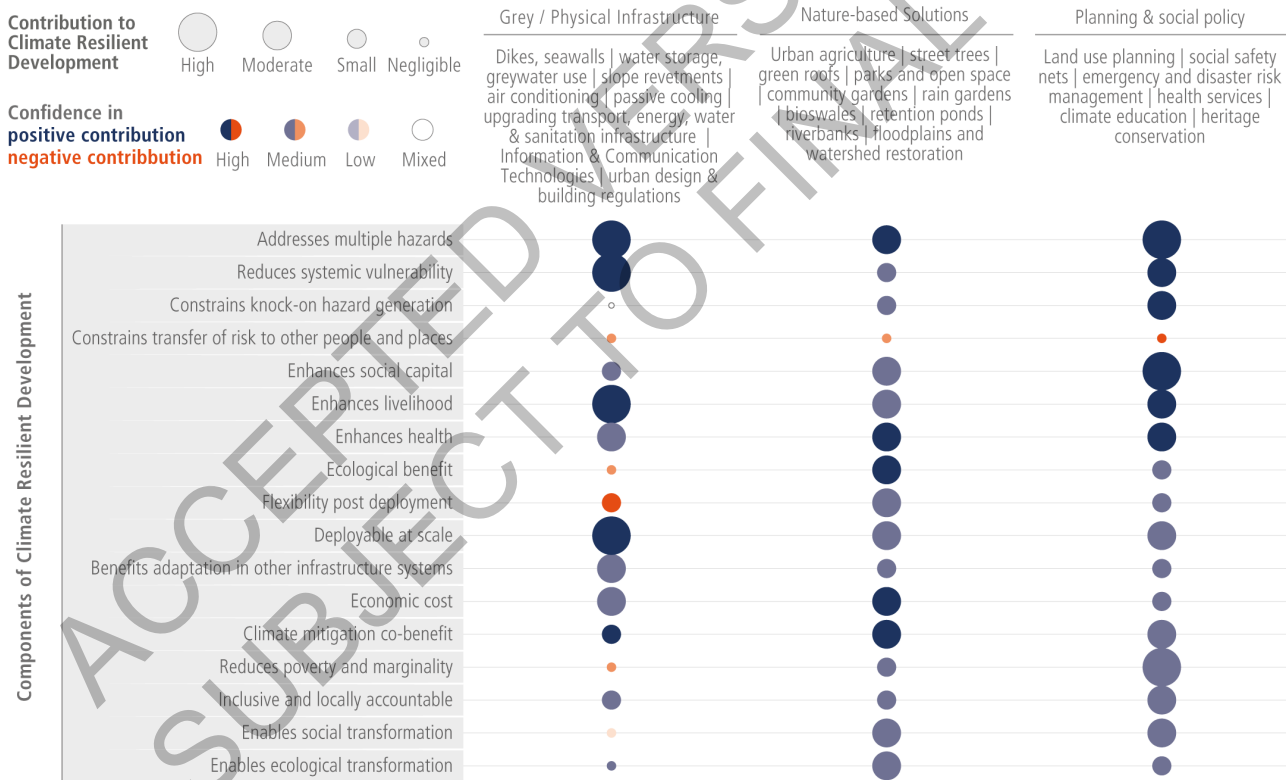 Contribution to
Climate Resilient
Development
High Moderate Small Negligible
Confidence in
positive contribution
negative contribbution
High Medium Low Mixed
Grey / Physical Infrastructure
Dikes, seawalls | water storage,
greywater use | slope revetments |
air conditioning | passive cooling |
upgrading transport, energy, water
& sanitation infrastructure |
Information & Communication
Technologies | urban design &
building regulations
Nature-based Solutions
Urban agriculture | street trees |
green roofs | parks and open space
| community gardens | rain gardens
| bioswales | retention ponds |
riverbanks | floodplains and
watershed restoration
Planning & social policy
Land use planning | social safety
nets | emergency and disaster risk
management | health services |
climate education | heritage
conservation
Components of Climate Resilient Development
Addresses multiple hazards
Reduces systemic vulnerability
Constrains knock-on hazard generation
Constrains transfer of risk to other people and places
Enhances social capital
Enhances livelihood
Enhances health
Ecological benefit
Flexibility post deployment
Deployable at scale
Benefits adaptation in other infrastructure systems
Economic cost
Climate mitigation co-benefit
Reduces poverty and marginality
Inclusive and locally accountable
Enables social transformation
Enables ecological transformation
ACCEPTED VERS
SUBJECT TO FINAL